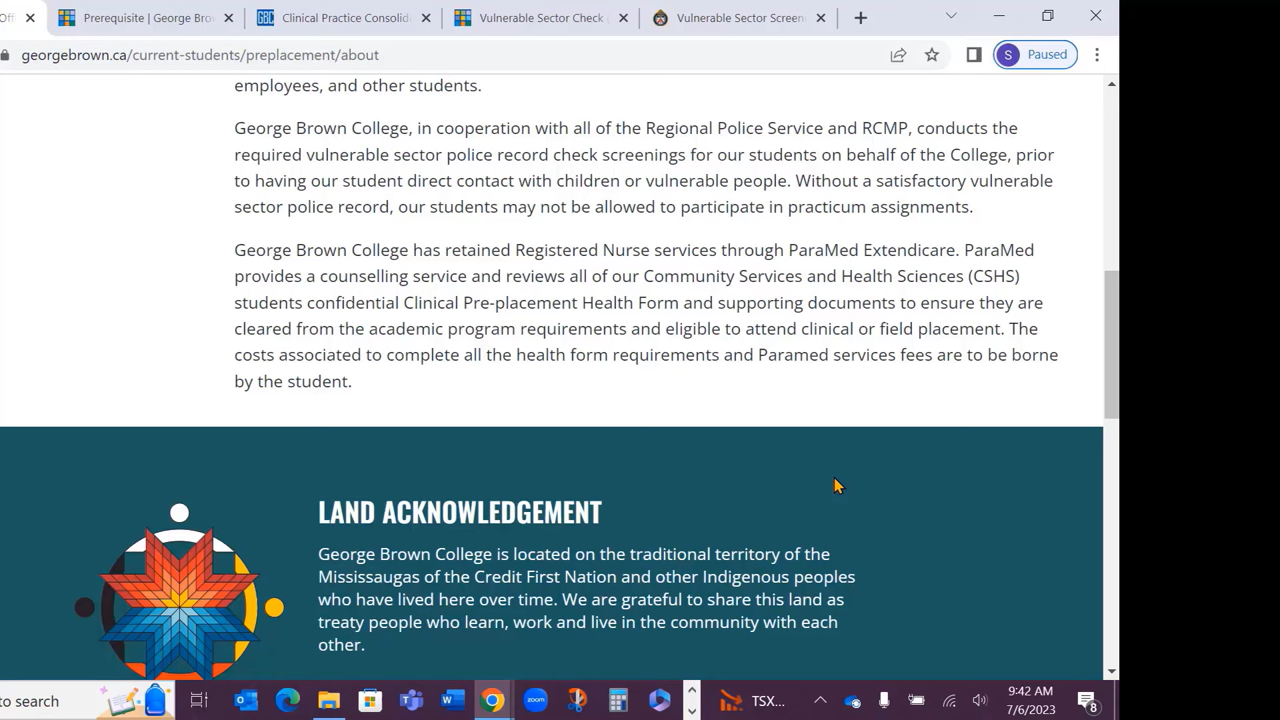 Prerequisite | George Bro
GBC
Clinical Practice Consolid
Vulnerable Sector Check
Vulnerable Sector Screen
georgebrown.ca/current-students/preplacement/about
S
Paused
employees, and other students.
George Brown College, in cooperation with all of the Regional Police Service and RCMP, conducts the
required vulnerable sector police record check screenings for our students on behalf of the College, prior
to having our student direct contact with children or vulnerable people. Without a satisfactory vulnerable
sector police record, our students may not be allowed to participate in practicum assignments.
George Brown College has retained Registered Nurse services through ParaMed Extendicare. ParaMed
provides a counselling service and reviews all of our Community Services and Health Sciences (CSHS)
students confidential Clinical Pre-placement Health Form and supporting documents to ensure they are
cleared from the academic program requirements and eligible to attend clinical or field placement. The
costs associated to complete all the health form requirements and Paramed services fees are to be borne
by the student.
LAND ACKNOWLEDGEMENT
George Brown College is located on the traditional territory of the
Mississaugas of the Credit First Nation and other Indigenous peoples
who have lived here over time. We are grateful to share this land as
treaty people who learn, work and live in the community with each
other.
to search
zoom
TSX...
9:42 AM
7/6/2023
8